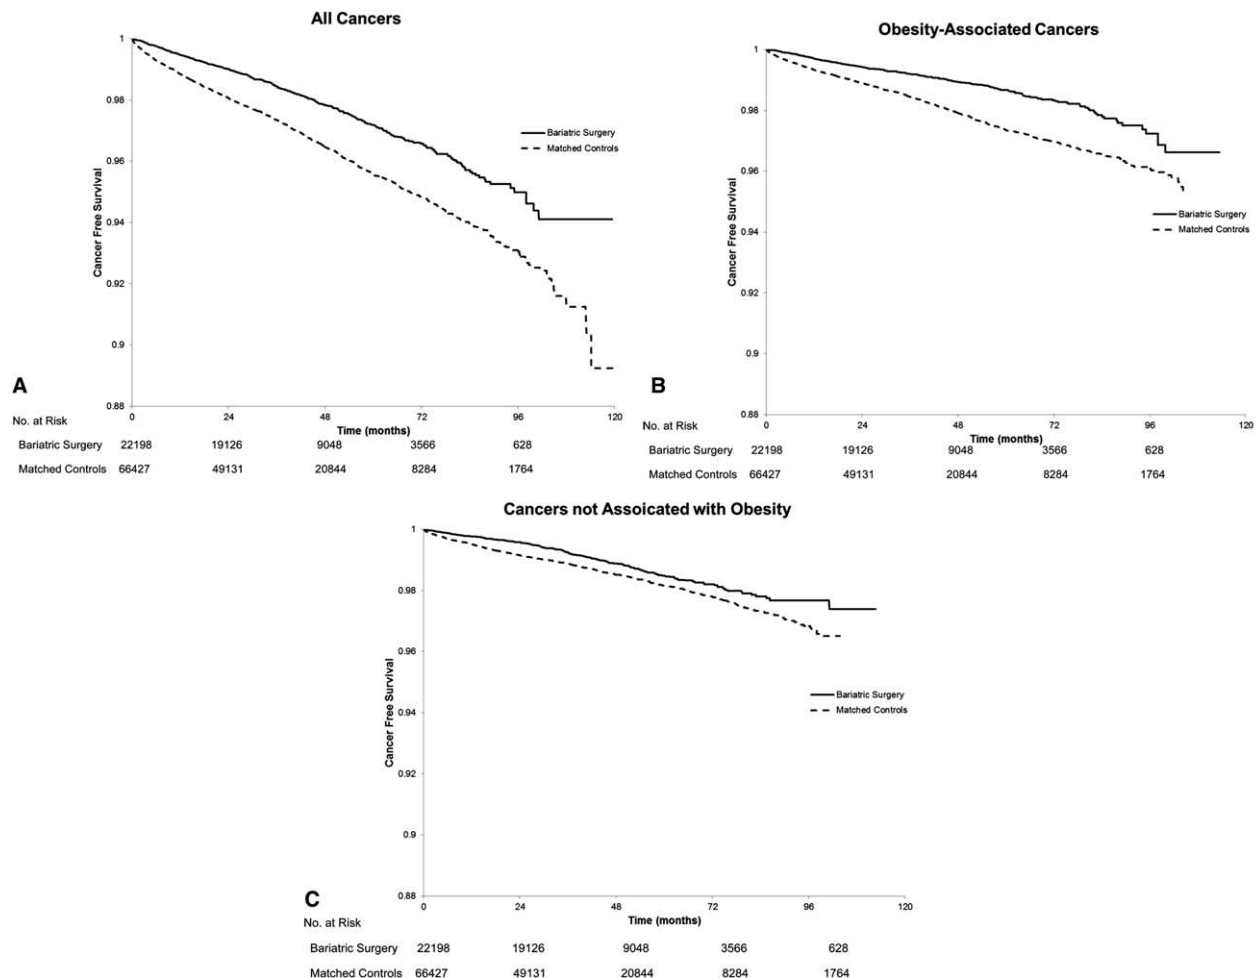 All Cancers
1
0.98
0.96
0.94
0.92
0.9
0.88
Cancer Free Survival
Bariatric Surgery
Matched Controls
A
0 24 48 72 96 120
Time (months)
No. at Risk
Bariatric Surgery 22198 19126 9048 3566 628
Matched Controls 66427 49131 20844 8284 1764
Obesity-Associated Cancers
1
0.98
0.96
0.94
0.92
0.9
0.88
Cancer Free Survival
Bariatric Surgery
Matched Controls
B
0 24 48 72 96 120
Time (months)
No. at Risk
Bariatric Surgery 22198 19126 9048 3566 628
Matched Controls 66427 49131 20844 8284 1764
Cancers not Assoicated with Obesity
1
0.98
0.96
0.94
0.92
0.9
0.88
Cancer Free Survival
Bariatric Surgery
Matched Controls
C
0 24 48 72 96 120
Time (months)
No. at Risk
Bariatric Surgery 22198 19126 9048 3566 628
Matched Controls 66427 49131 20844 8284 1764